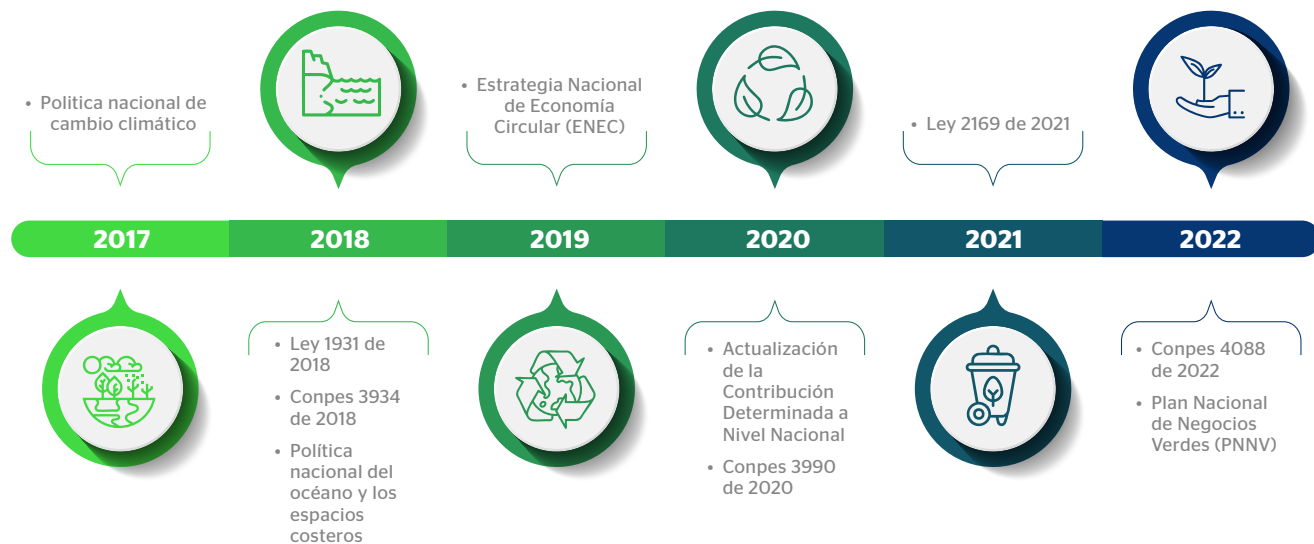 • Politica nacional de
cambio climático
• Estrategia Nacional
de Economía
Circular (ENEC)
• Ley 2169 de 2021
2017
2018
2019
2020
2021
2022
• Ley 1931 de
2018
• Conpes 3934
de 2018
• Política
nacional del
océano y los
espacios
costeros
• Actualización
de la
Contribución
Determinada a
Nivel Nacional
• Conpes 3990
de 2020
• Conpes 4088
de 2022
• Plan Nacional
de Negocios
Verdes (PNNV)